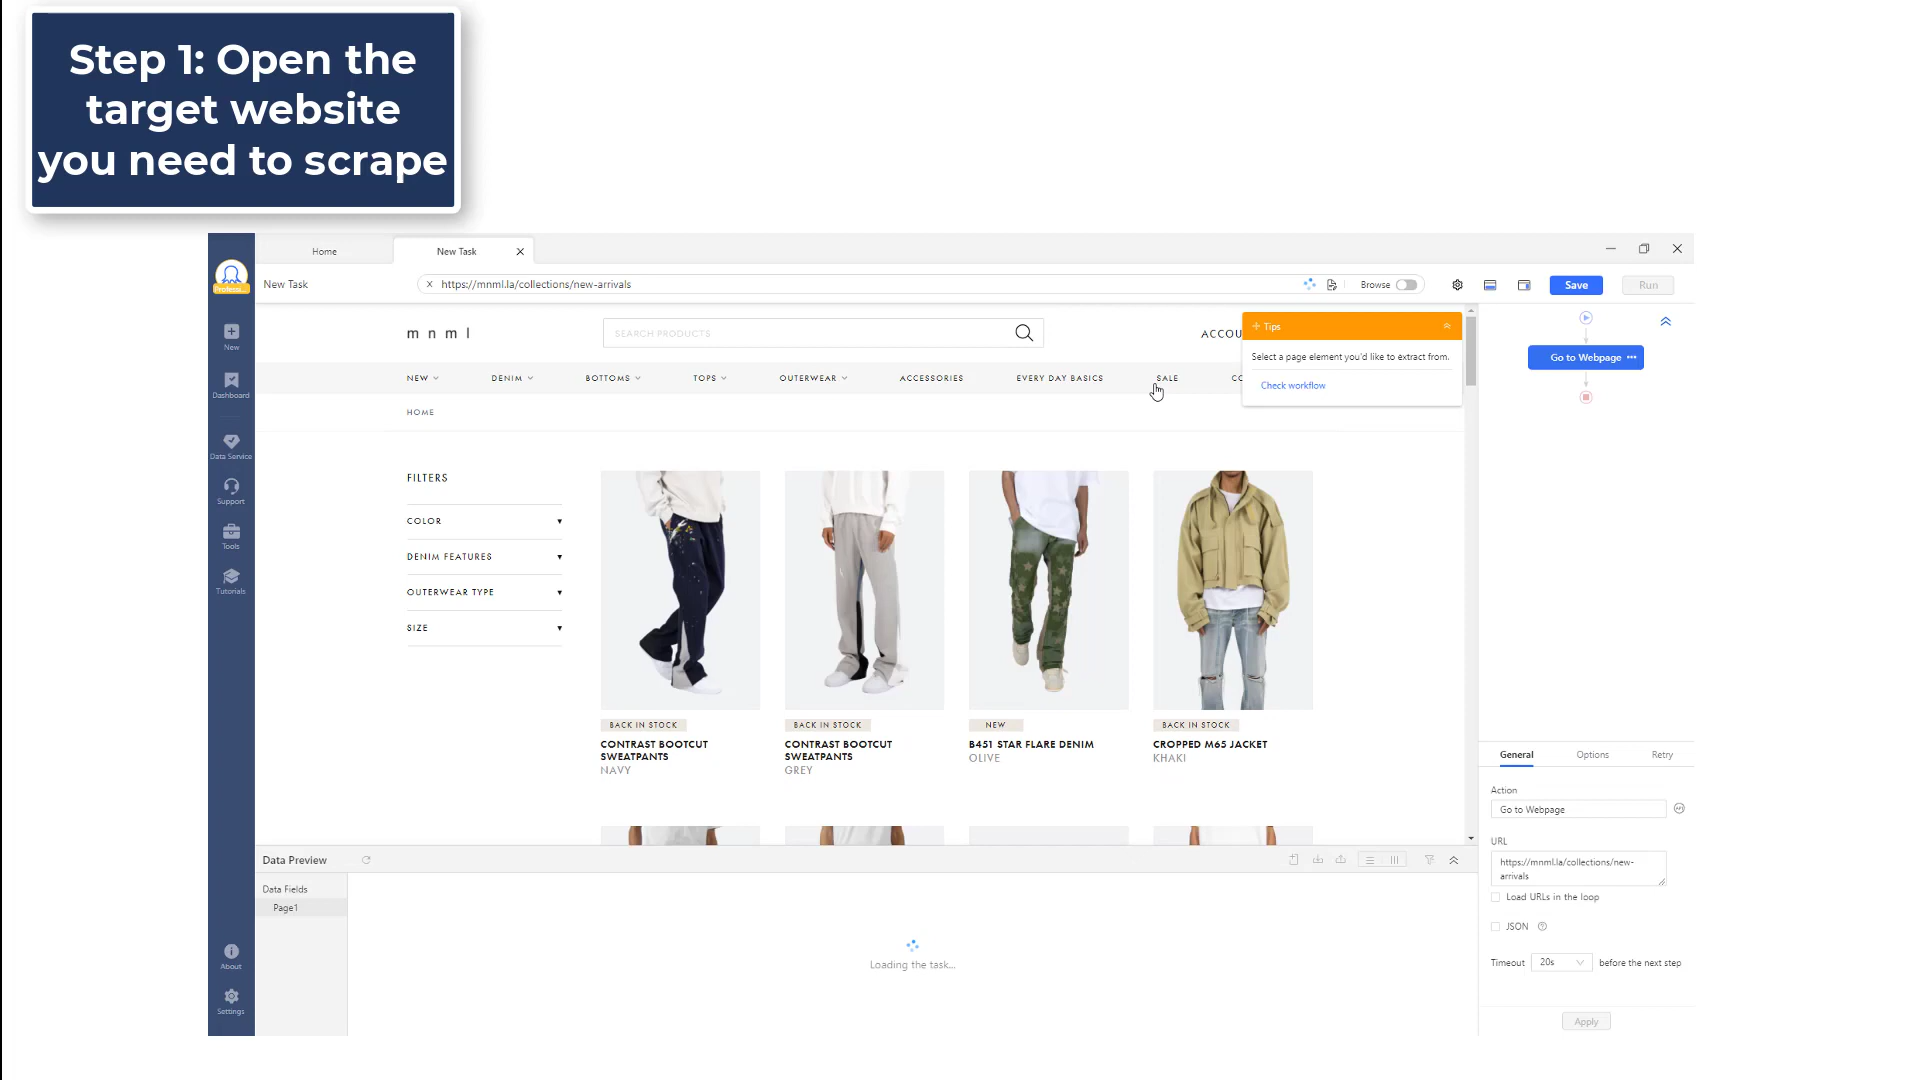 Step 1: Open the
target website
you need to scrape
Home
New Task
New Task
https://mnml.la/collections/new-arrivals
Browse
Save
Run
Profess...
New
Dashboard
Data Service
Support
Tools
Tutorials
About
Settings
mnml
SEARCH PRODUCTS
ACCOU
Tips
Select a page element you'd like to extract from.
Check workflow
NEW
DENIM
BOTTOMS
TOPS
OUTERWEAR
ACCESSORIES
EVERY DAY BASICS
SALE
CO
HOME
FILTERS
COLOR
DENIM FEATURES
OUTERWEAR TYPE
SIZE
BACK IN STOCK
CONTRAST BOOTCUT
SWEATPANTS
NAVY
BACK IN STOCK
CONTRAST BOOTCUT
SWEATPANTS
GREY
NEW
B451 STAR FLARE DENIM
OLIVE
BACK IN STOCK
CROPPED M65 JACKET
KHAKI
Go to Webpage
Data Preview
Data Fields
Page1
Loading the task...
General
Options
Retry
Action
Go to Webpage
URL
https://mnml.la/collections/new-
arrivals
Load URLs in the loop
JSON
Timeout
20s
before the next step
Apply